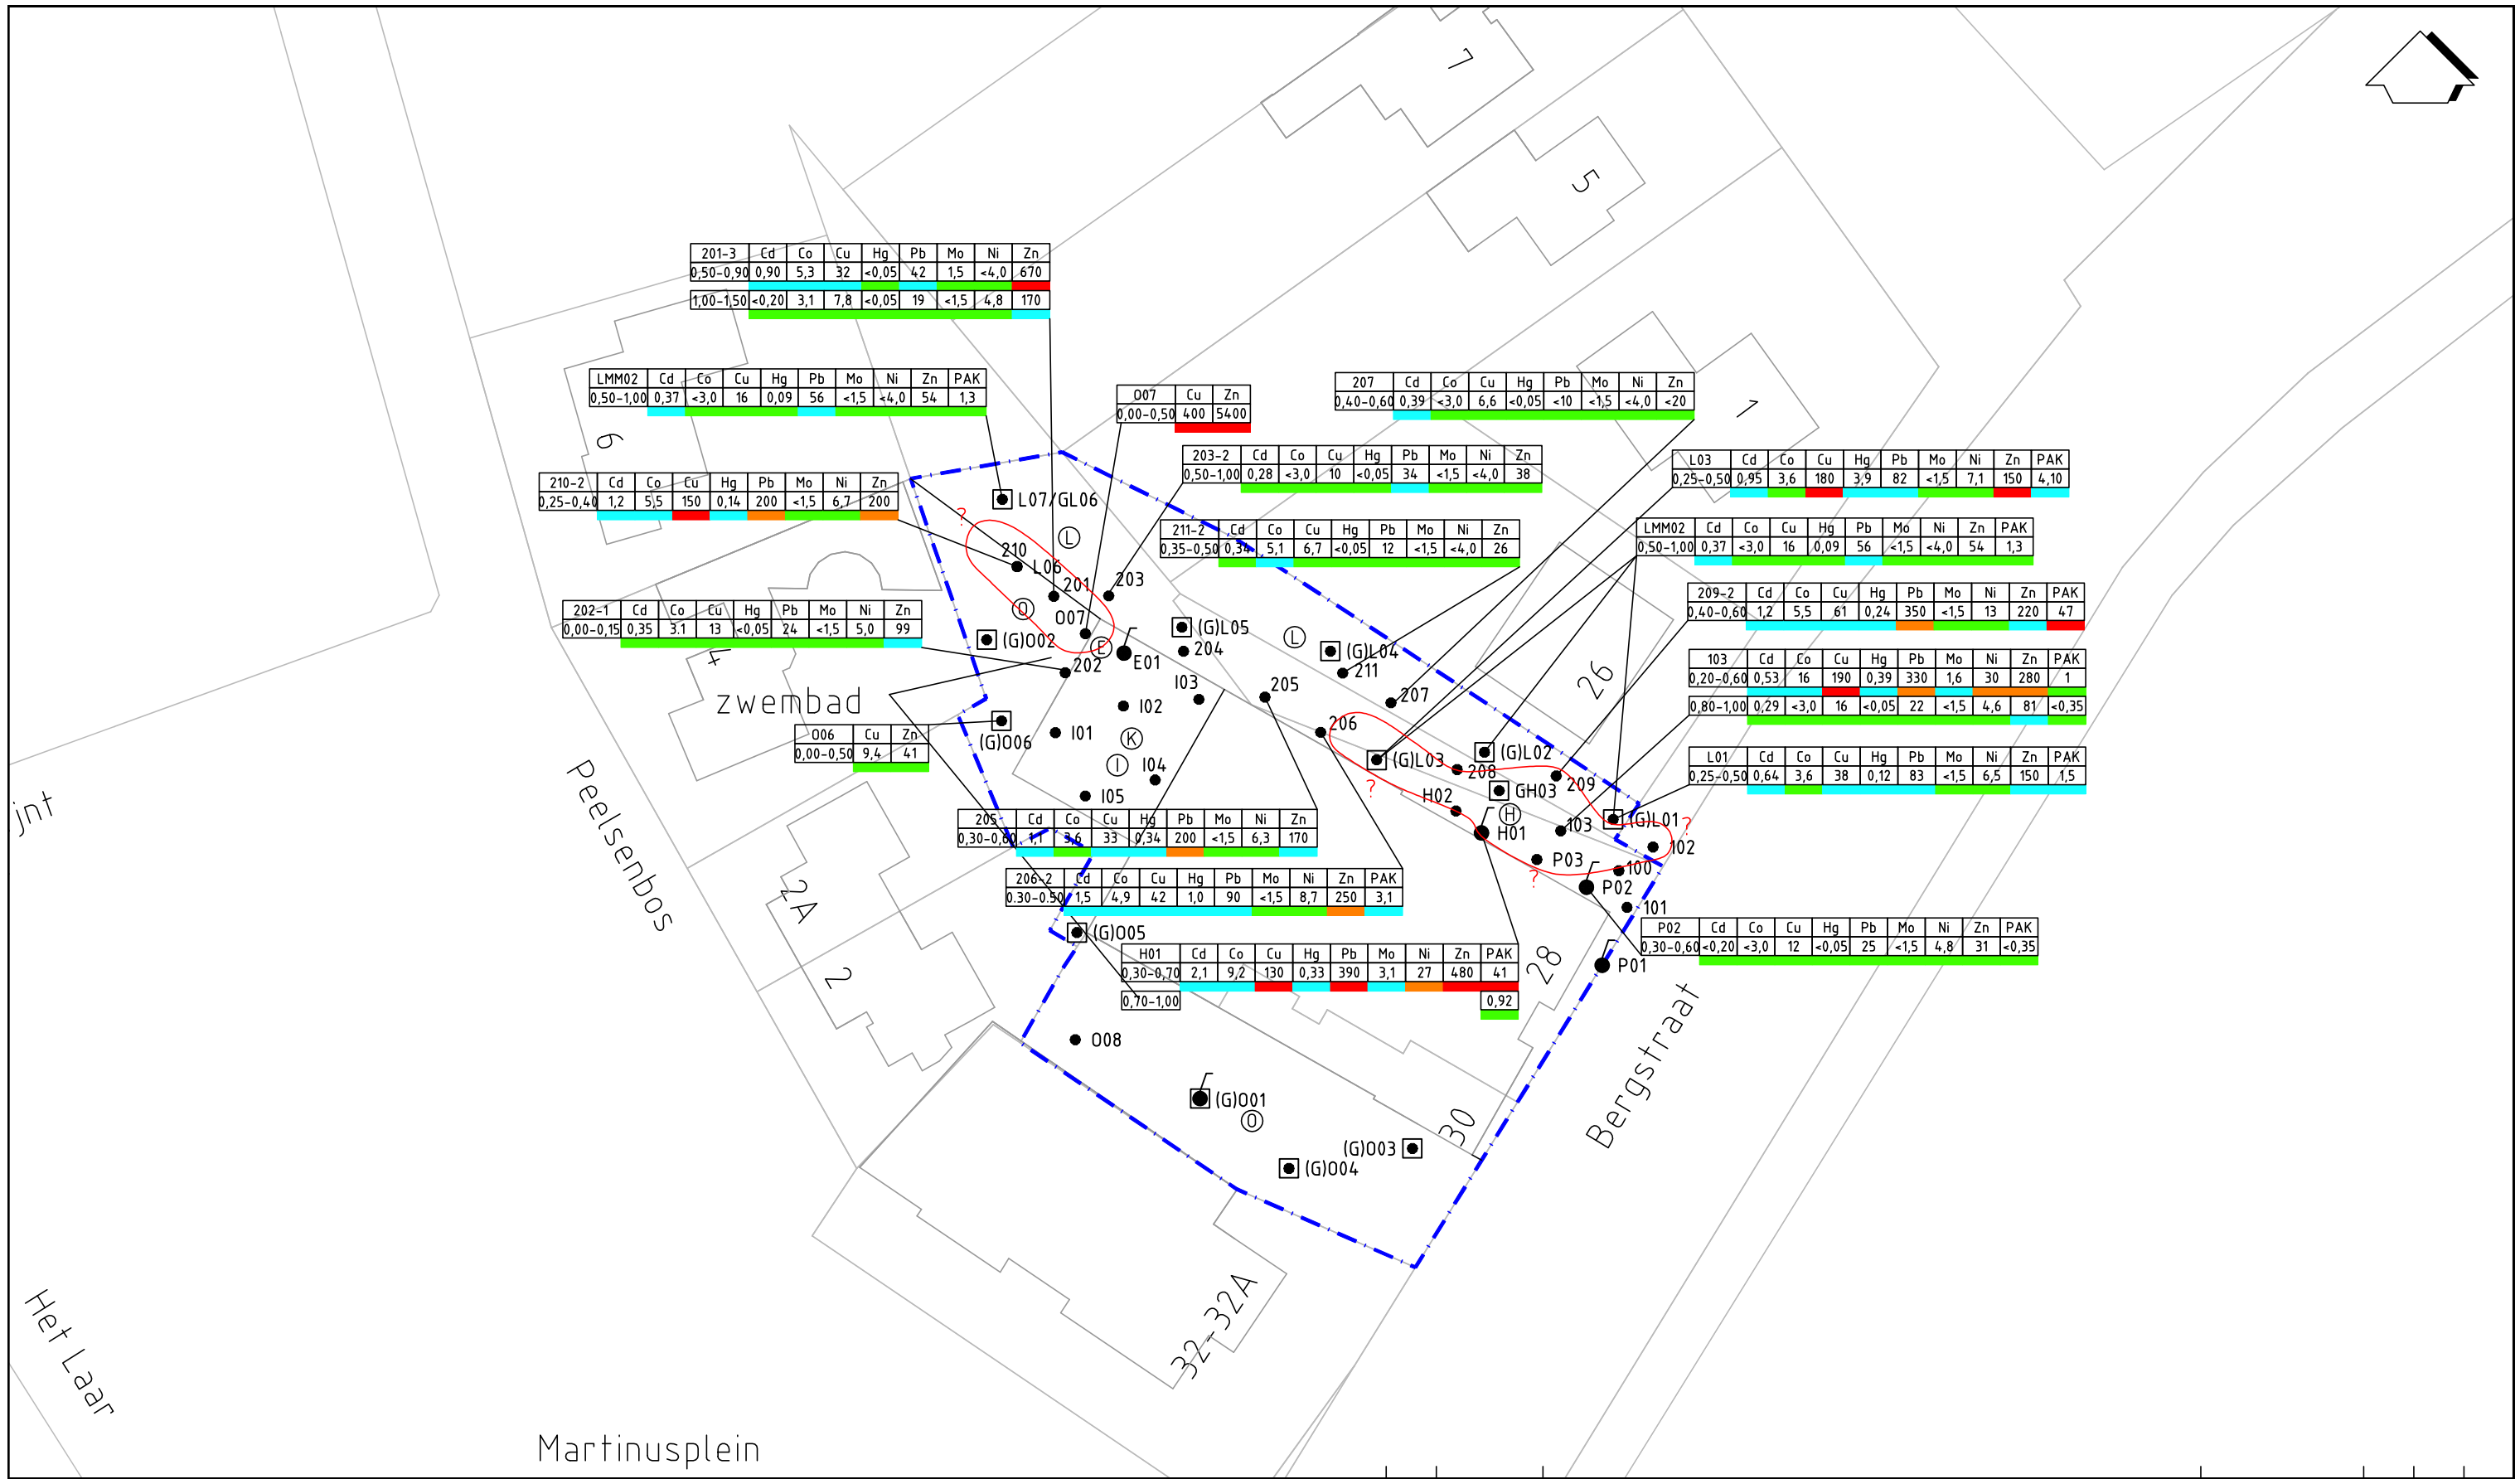 7
5
1
201-3 Cd Co Cu Hg Pb Mo Ni Zn
0,50-0,90 0,90 5,3 32 <0,05 42 1,5 <4,0 670
1,00-1,50 <0,20 3,1 7,8 <0,05 19 <1,5 4,8 170
LMM02 Cd Co Cu Hg Pb Mo Ni Zn PAK
0,50-1,00 0,37 <3,0 16 0,09 56 <1,5 <4,0 54 1,3
O07 Cu Zn
0,00-0,50 400 5400
207 Cd Co Cu Hg Pb Mo Ni Zn
0,40-0,60 0,39 <3,0 6,6 <0,05 <10 <1,5 <4,0 <20
203-2 Cd Co Cu Hg Pb Mo Ni Zn
0,50-1,00 0,28 <3,0 10 <0,05 34 <1,5 <4,0 38
L03 Cd Co Cu Hg Pb Mo Ni Zn PAK
0,25-0,50 0,95 3,6 180 3,9 82 <1,5 7,1 150 4,10
210-2 Cd Co Cu Hg Pb Mo Ni Zn
0,25-0,40 1,2 5,5 150 0,14 200 <1,5 6,7 200
211-2 Cd Co Cu Hg Pb Mo Ni Zn
0,35-0,50 0,34 5,1 6,7 <0,05 12 <1,5 <4,0 26
LMM02 Cd Co Cu Hg Pb Mo Ni Zn PAK
0,50-1,00 0,37 <3,0 16 0,09 56 <1,5 <4,0 54 1,3
209-2 Cd Co Cu Hg Pb Mo Ni Zn PAK
0,40-0,60 1,2 5,5 61 0,24 350 <1,5 13 220 47
202-1 Cd Co Cu Hg Pb Mo Ni Zn
0,00-0,15 0,35 3.1 13 <0,05 24 <1,5 5,0 99
103 Cd Co Cu Hg Pb Mo Ni Zn PAK
0,20-0,60 0,53 16 190 0,39 330 1,6 30 280 1
0,80-1,00 0,29 <3,0 16 <0,05 22 <1,5 4,6 81 <0,35
O06 Cu Zn
0,00-0,50 9,4 41
L01 Cd Co Cu Hg Pb Mo Ni Zn PAK
0,25-0,50 0,64 3,6 38 0,12 83 <1,5 6,5 150 1,5
205 Cd Co Cu Hg Pb Mo Ni Zn
0,30-0,60 1,1 3,6 33 0,34 200 <1,5 6,3 170
206-2 Cd Co Cu Hg Pb Mo Ni Zn PAK
0.30-0.50 1,5 4,9 42 1,0 90 <1,5 8,7 250 3,1
P02 Cd Co Cu Hg Pb Mo Ni Zn PAK
0,30-0,60 <0,20 <3,0 12 <0,05 25 <1,5 4,8 31 <0,35
H01 Cd Co Cu Hg Pb Mo Ni Zn PAK
0,30-0,70 2,1 9,2 130 0,33 390 3,1 27 480 41
0,70-1,00 0,92
6
L07/GL06
?
L
210
L06
201
203
O
O07
(G)O02
E
E01
(G)L05
204
L
(G)L04
211
4
202
zwembad
I03
205
207
26
I02
206
(G)O06
I01
K
I
I04
(G)L03
(G)L02
208
209
?
GH03
I05
H02
H
H01
103
(G)L01
?
102
P03
100
?
P02
101
jnt
Peelsenbos
2A
2
(G)O05
28
P01
O08
(G)O01
O
Bergstraat
30
(G)O03
(G)O04
32-32A
Het Laar
Martinusplein